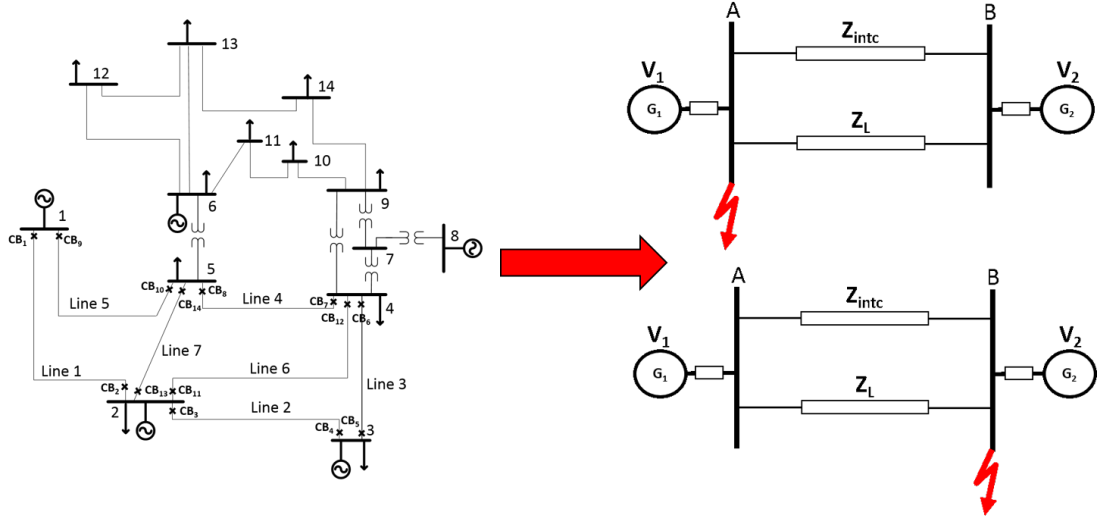 13
12
14
11
10
6
9
1
CB₁
CB₉
8
7
5
CB₁₀
CB₈
CB₁₄
Line 4
CB₇
CB₁₂
CB₆
4
Line 5
Line 7
Line 1
Line 6
Line 3
CB₂
CB₁₃
CB₁₁
2
CB₃
Line 2
CB₄
CB₅
3
A
B
Zintc
V₁
V₂
G₁
G₂
ZL
A
B
Zintc
V₁
V₂
G₁
G₂
ZL